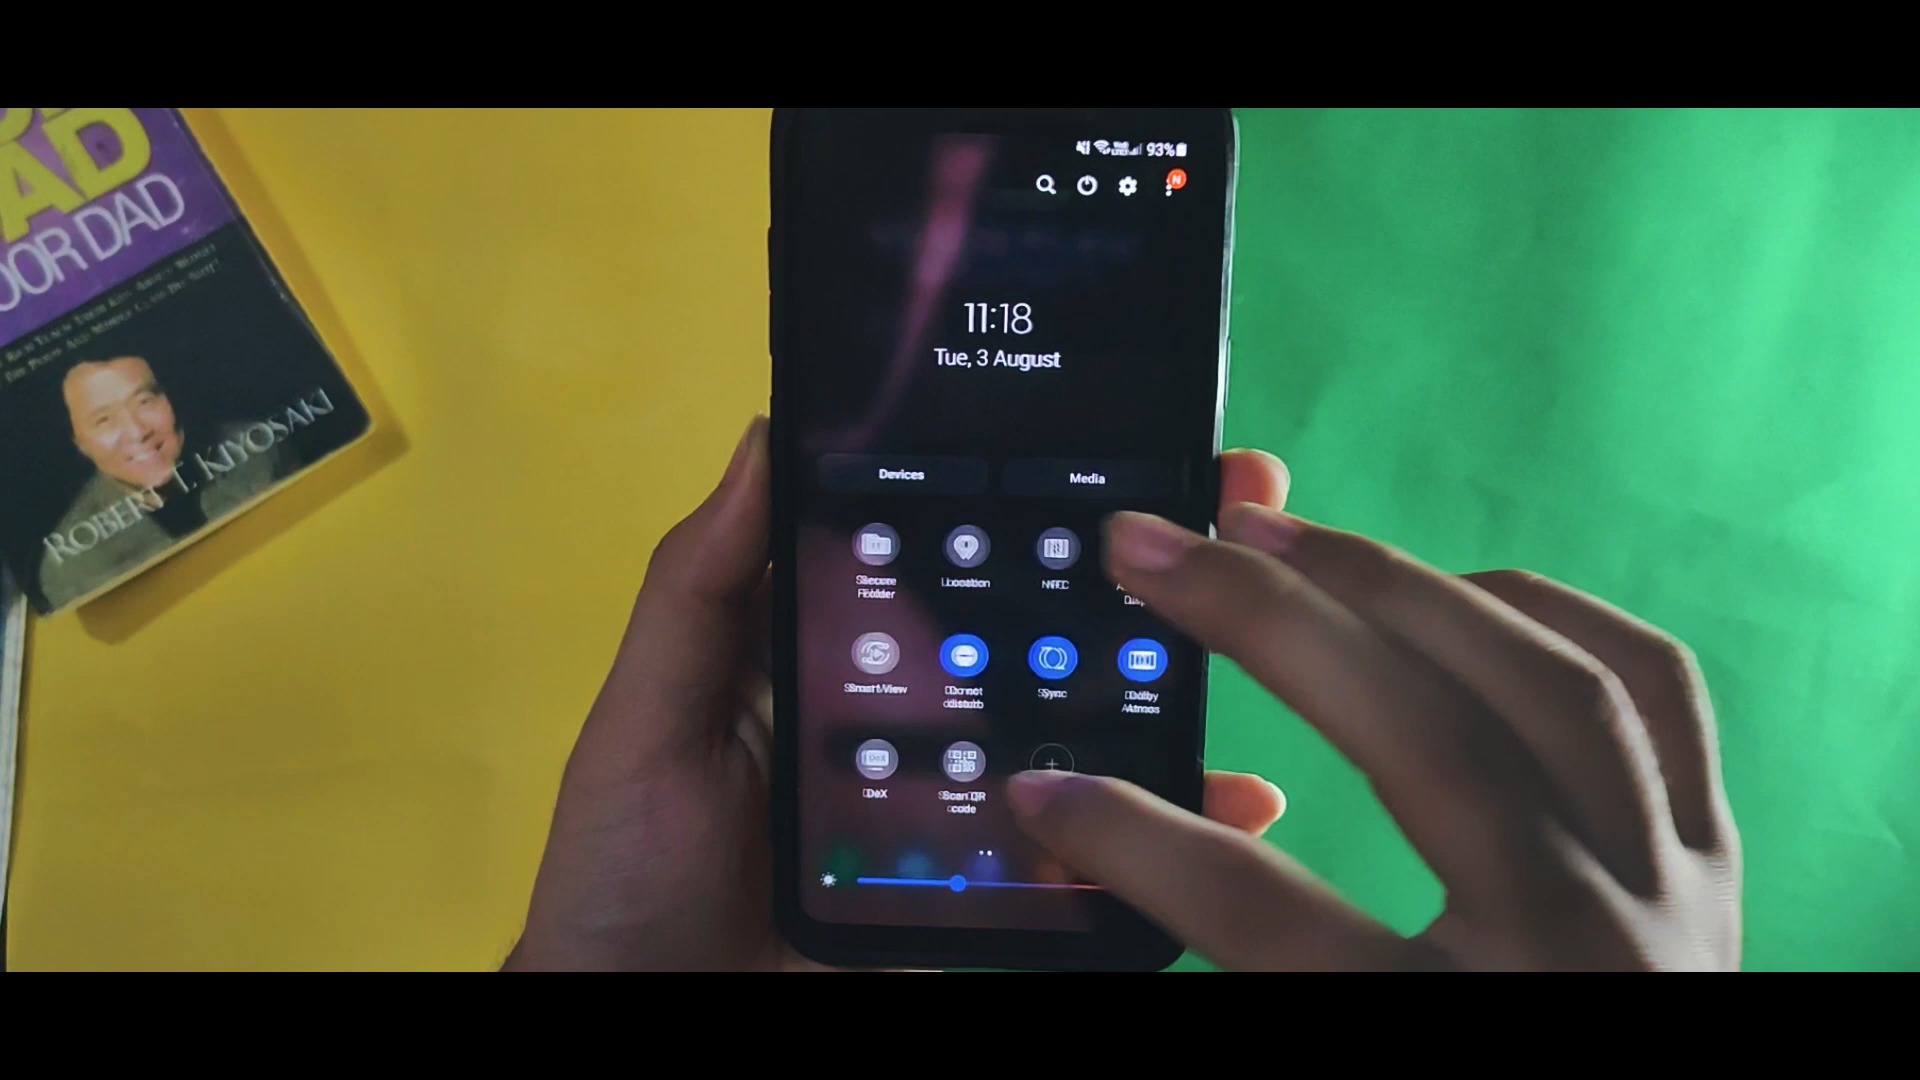 AD
OOR DAD
ROBERT T. KIYOSAKI
93%
N
11:18
Tue, 3 August
Devices
Media
Secure
Folder
Location
NFC
Smart View
Do not
disturb
Sync
Dolby
Atmos
DeX
Scan QR
code